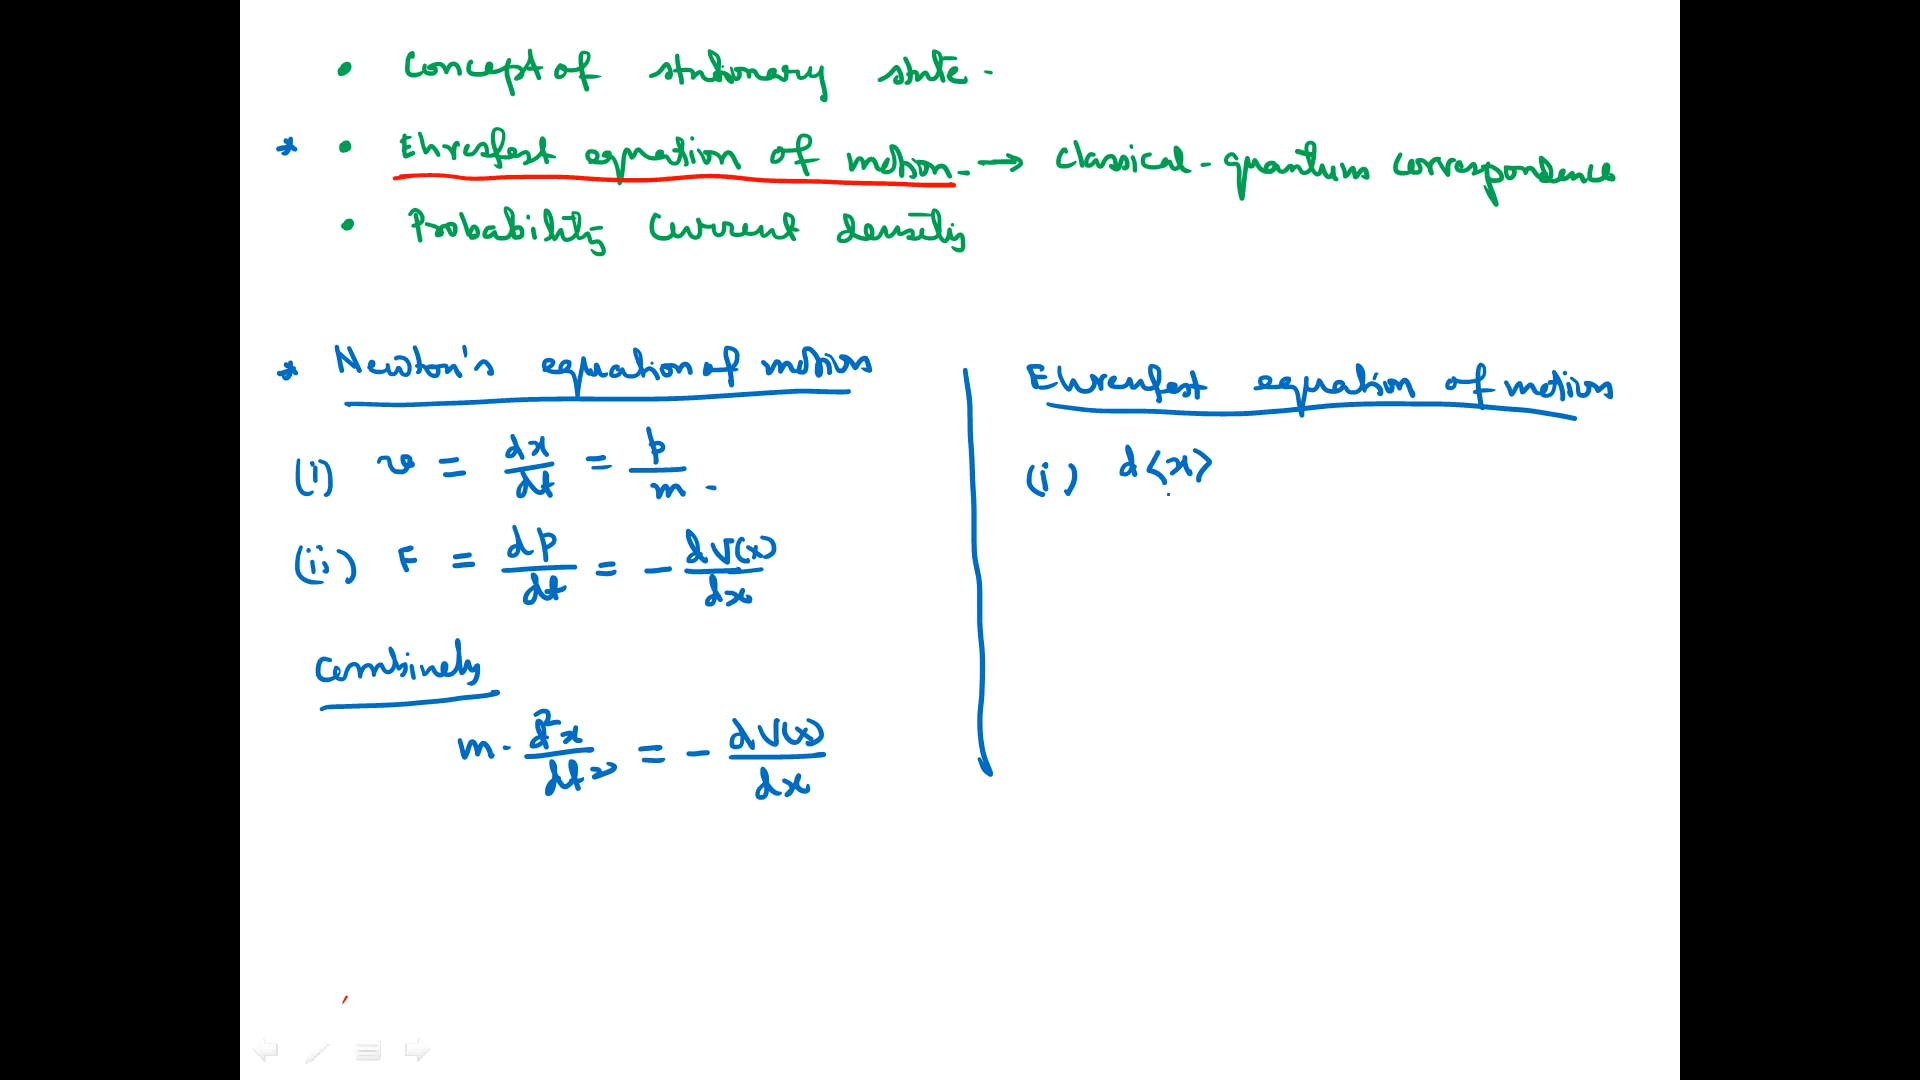 • Concept of stationary state.
* • Ehrenfest equation of motion. → Classical-quantum correspondence
• Probability Current density
* Newton's equation of motion
(i) v = dx/dt = p/m.
(ii) F = dp/dt = - dV(x)/dx
Combinely
m. d²x/dt² = - dV(x)/dx
Ehrenfest equation of motion
(i) d<x>